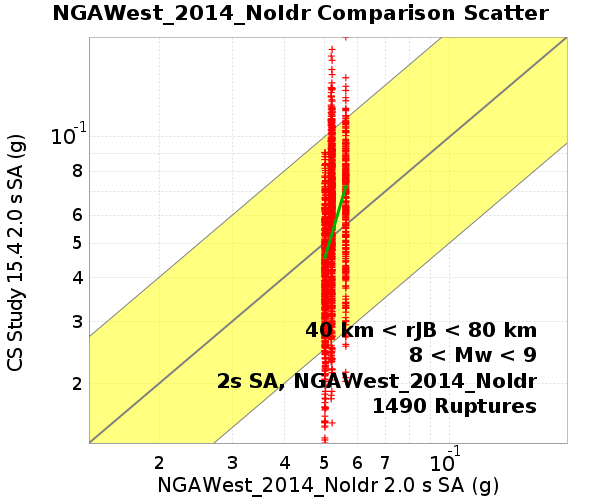 NGAWest_2014_NoIdr Comparison Scatter
CS Study 15.4 2.0 s SA (g)
10-1
8
7
6
5
4
3
2
40 km < rJB < 80 km
8 < Mw < 9
2s SA, NGAWest_2014_NoIdr
1490 Ruptures
2 3 4 5 6 7 10-1
NGAWest_2014_NoIdr 2.0 s SA (g)